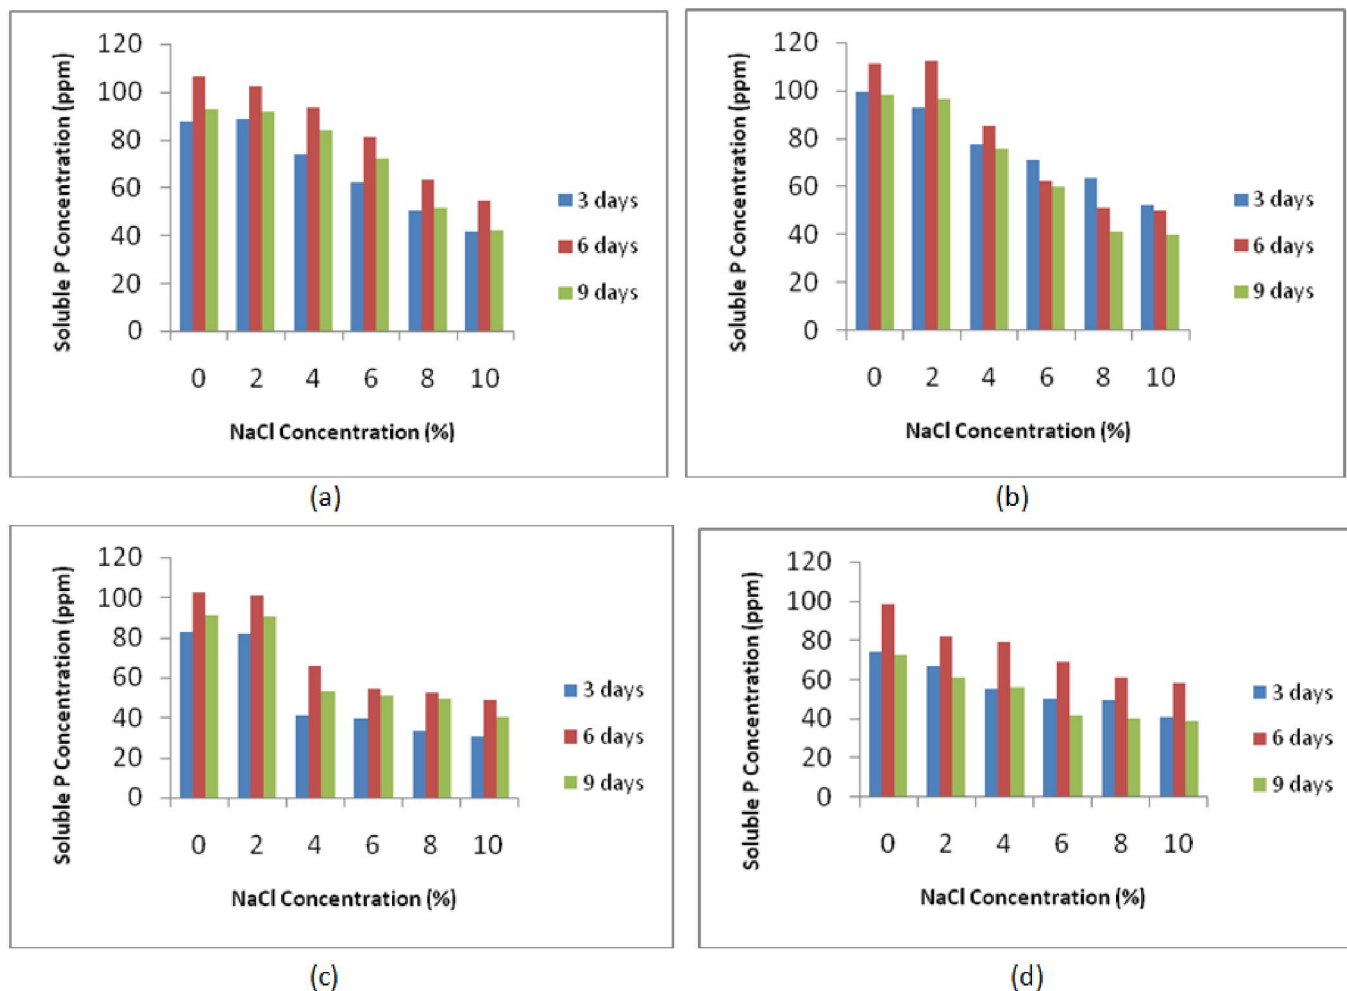 Soluble P Concentration (ppm)
120
100
80
60
40
20
0
0 2 4 6 8 10
NaCl Concentration (%)
3 days
6 days
9 days
(a)
Soluble P Concentration (ppm)
120
100
80
60
40
20
0
0 2 4 6 8 10
NaCl Concentration (%)
3 days
6 days
9 days
(b)
Soluble P Concentration (ppm)
120
100
80
60
40
20
0
0 2 4 6 8 10
NaCl Concentration (%)
3 days
6 days
9 days
(c)
Soluble P Concentration (ppm)
120
100
80
60
40
20
0
0 2 4 6 8 10
NaCl Concentration (%)
3 days
6 days
9 days
(d)